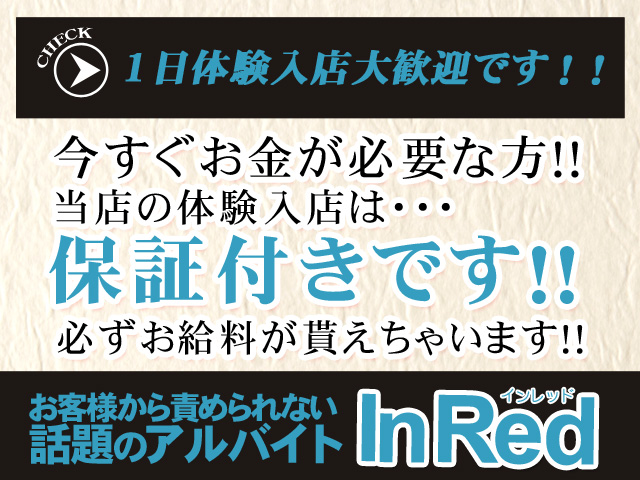 CHECK
１日体験入店大歓迎です！！
今すぐお金が必要な方!!
当店の体験入店は・・・
保証付きです!!
必ずお給料が貰えちゃいます!!
お客様から責められない
話題のアルバイト
インレッド
InRed